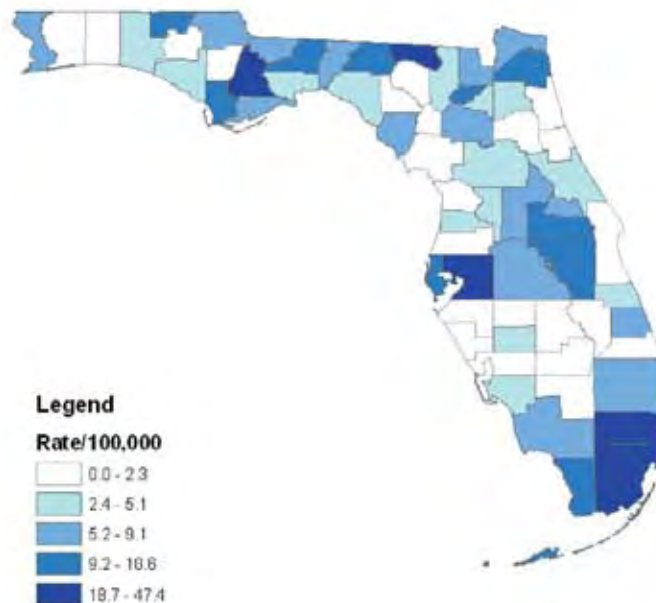 Legend
Rate/100,000
0.0 - 2.3
2.4 - 5.1
5.2 - 9.1
9.2 - 18.6
18.7 - 47.4